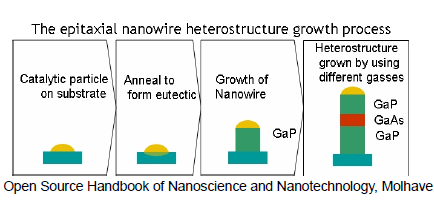 The epitaxial nanowire heterostructure growth process
Catalytic particle
on substrate
Anneal to
form eutectic
Growth of
Nanowire
GaP
Heterostructure
grown by using
different gasses
GaP
GaAs
GaP
Open Source Handbook of Nanoscience and Nanotechnology, Molhave